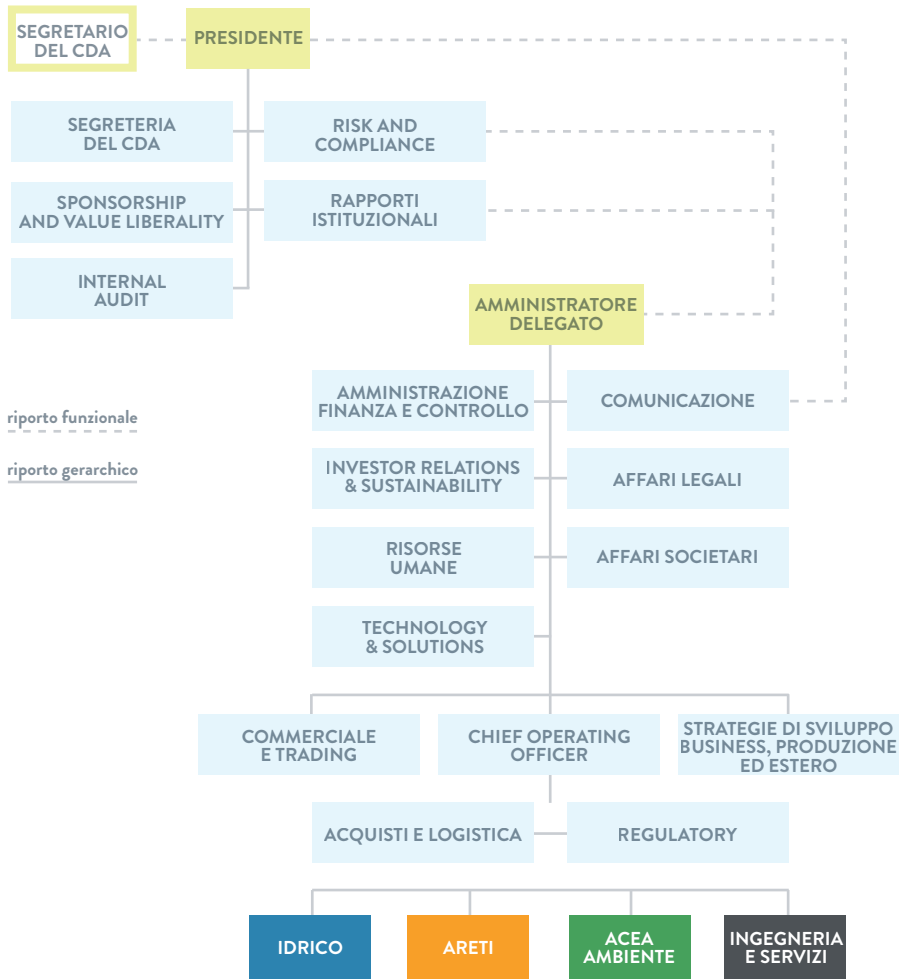 SEGRETARIO
DEL CDA
PRESIDENTE
SEGRETERIA
DEL CDA
RISK AND
COMPLIANCE
SPONSORSHIP
AND VALUE LIBERALITY
RAPPORTI
ISTITUZIONALI
INTERNAL
AUDIT
AMMINISTRATORE
DELEGATO
AMMINISTRAZIONE
FINANZA E CONTROLLO
COMUNICAZIONE
riporto funzionale
riporto gerarchico
INVESTOR RELATIONS
& SUSTAINABILITY
AFFARI LEGALI
RISORSE
UMANE
AFFARI SOCIETARI
TECHNOLOGY
& SOLUTIONS
COMMERCIALE
E TRADING
CHIEF OPERATING
OFFICER
STRATEGIE DI SVILUPPO
BUSINESS, PRODUZIONE
ED ESTERO
ACQUISTI E LOGISTICA
REGULATORY
IDRICO
ARETI
ACEA
AMBIENTE
INGEGNERIA
E SERVIZI